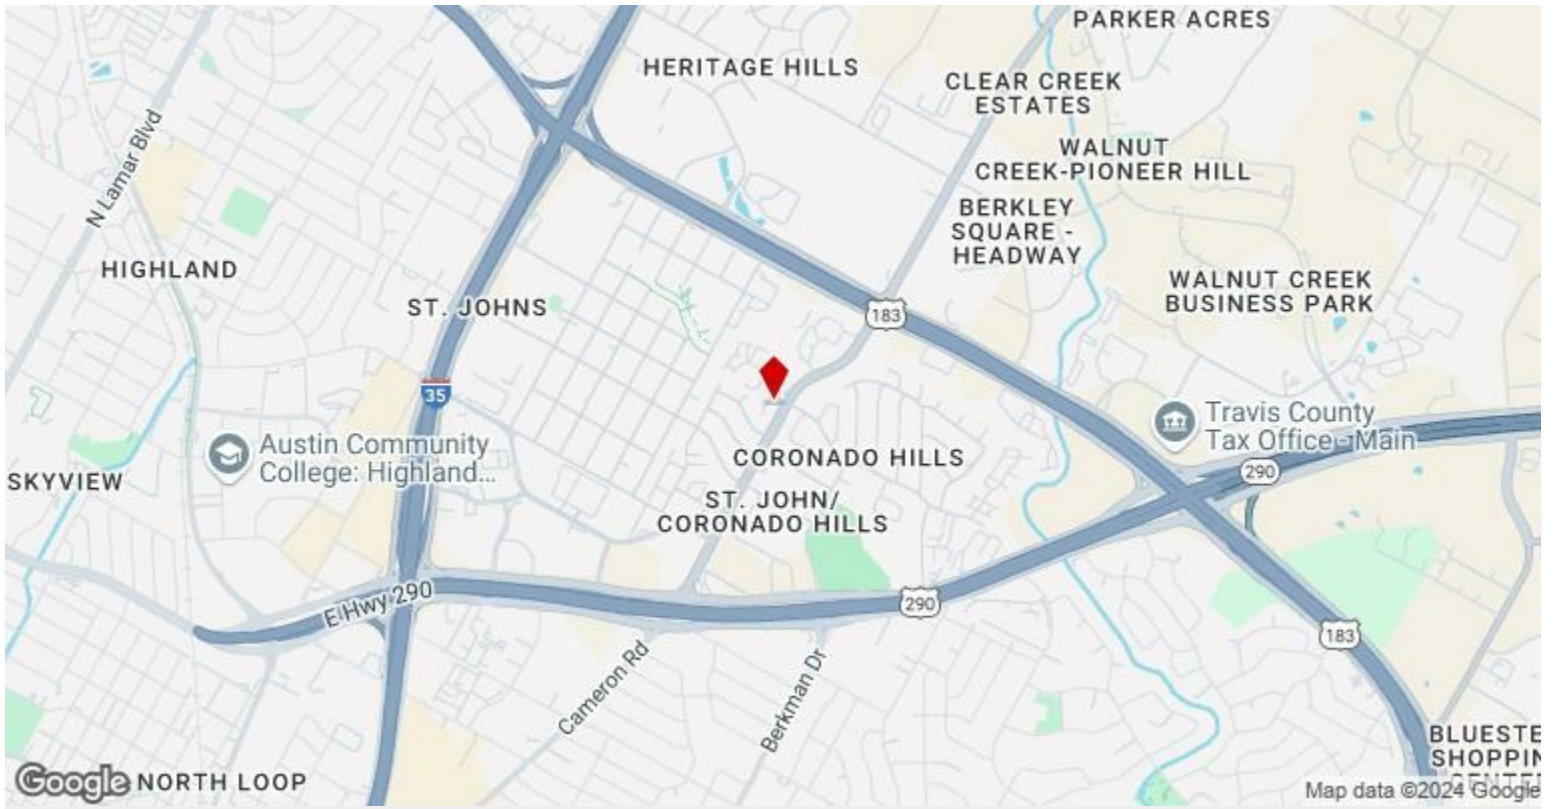 PARKER ACRES
HERITAGE HILLS
CLEAR CREEK
ESTATES
N Lamar Blvd
WALNUT
CREEK-PIONEER HILL
BERKLEY
SQUARE -
HEADWAY
HIGHLAND
WALNUT CREEK
BUSINESS PARK
ST. JOHNS
183
35
Travis County
Tax Office - Main
Austin Community
College: Highland...
CORONADO HILLS
290
SKYVIEW
ST. JOHN/
CORONADO HILLS
E Hwy 290
290
183
Cameron Rd
Berkman Dr
BLUESTE
SHOPPIN
CENTER
Google
NORTH LOOP
Map data ©2024 Google